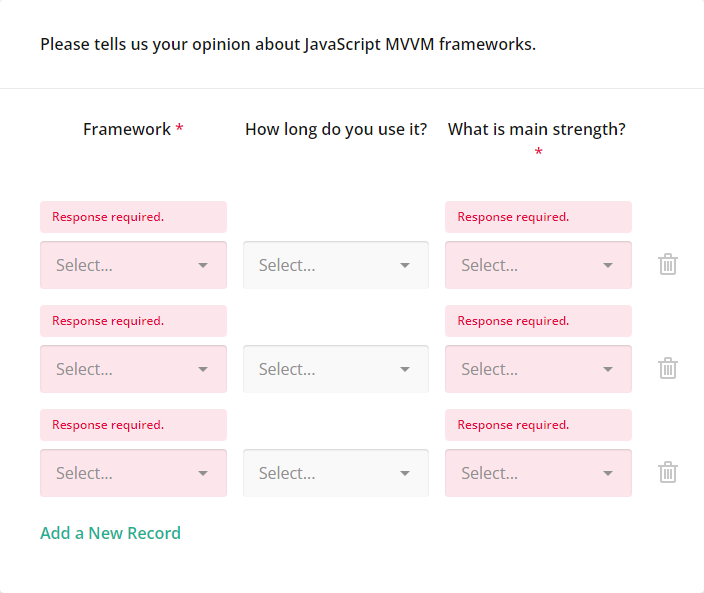 Please tells us your opinion about JavaScript MVVM frameworks.
Framework * How long do you use it? What is main strength?
*
Response required. Response required.
Select... Select... Select...
Response required. Response required.
Select... Select... Select...
Response required. Response required.
Select... Select... Select...
Add a New Record